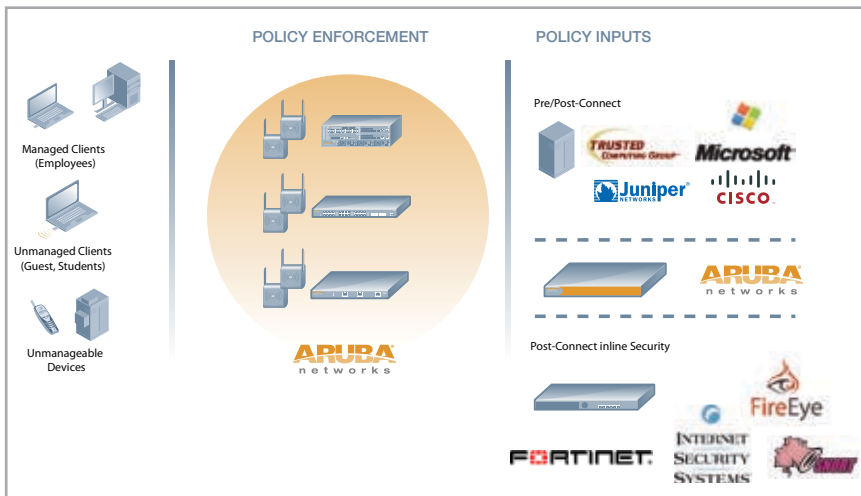 POLICY ENFORCEMENT
POLICY INPUTS
Managed Clients
(Employees)
Unmanaged Clients
(Guest, Students)
Unmanageable
Devices
ARUBA
networks
Pre/Post-Connect
TRUSTED
COMPUTING GROUP
Microsoft
Juniper
NETWORKS
CISCO
ARUBA
networks
Post-Connect inline Security
FireEye
FORTINET
INTERNET
SECURITY
SYSTEMS
SNORT